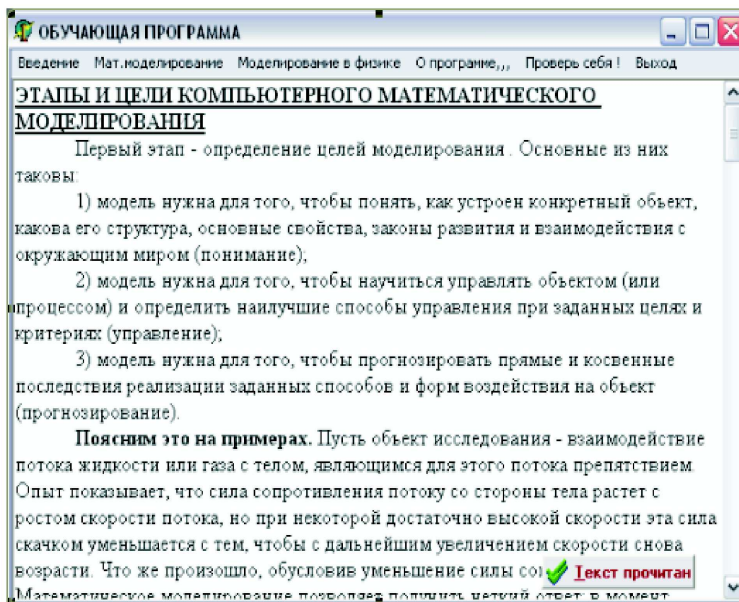 ОБУЧАЮЩАЯ ПРОГРАММА
Введение Мат.моделирование Моделирование в физике О программе,,, Проверь себя ! Выход
ЭТАПЫ И ЦЕЛИ КОМПЬЮТЕРНОГО МАТЕМАТИЧЕСКОГО
МОДЕЛИРОВАНИЯ
Первый этап - определение целей моделирования . Основные из них
таковы:
1) модель нужна для того, чтобы понять, как устроен конкретный объект,
какова его структура, основные свойства, законы развития и взаимодействия с
окружающим миром (понимание);
2) модель нужна для того, чтобы научиться управлять объектом (или
процессом) и определить наилучшие способы управления при заданных целях и
критериях (управление);
3) модель нужна для того, чтобы прогнозировать прямые и косвенные
последствия реализации заданных способов и форм воздействия на объект
(прогнозирование).
Поясним это на примерах. Пусть объект исследования - взаимодействие
потока жидкости или газа с телом, являющимся для этого потока препятствием.
Опыт показывает, что сила сопротивления потоку со стороны тела растет с
ростом скорости потока, но при некоторой достаточно высокой скорости эта сила
скачком уменьшается с тем, чтобы с дальнейшим увеличением скорости снова
возрасти. Что же произошло, обусловив уменьшение силы
Текст прочитан
Математическое моделирование позволяет получить четкий ответ: в момент